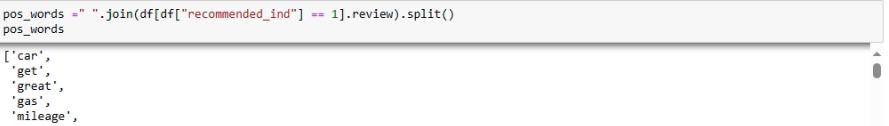 pos_words =" ".join(df[df["recommended_ind"] == 1].review).split()
pos_words
['car',
'get',
'great',
'gas',
'mileage',